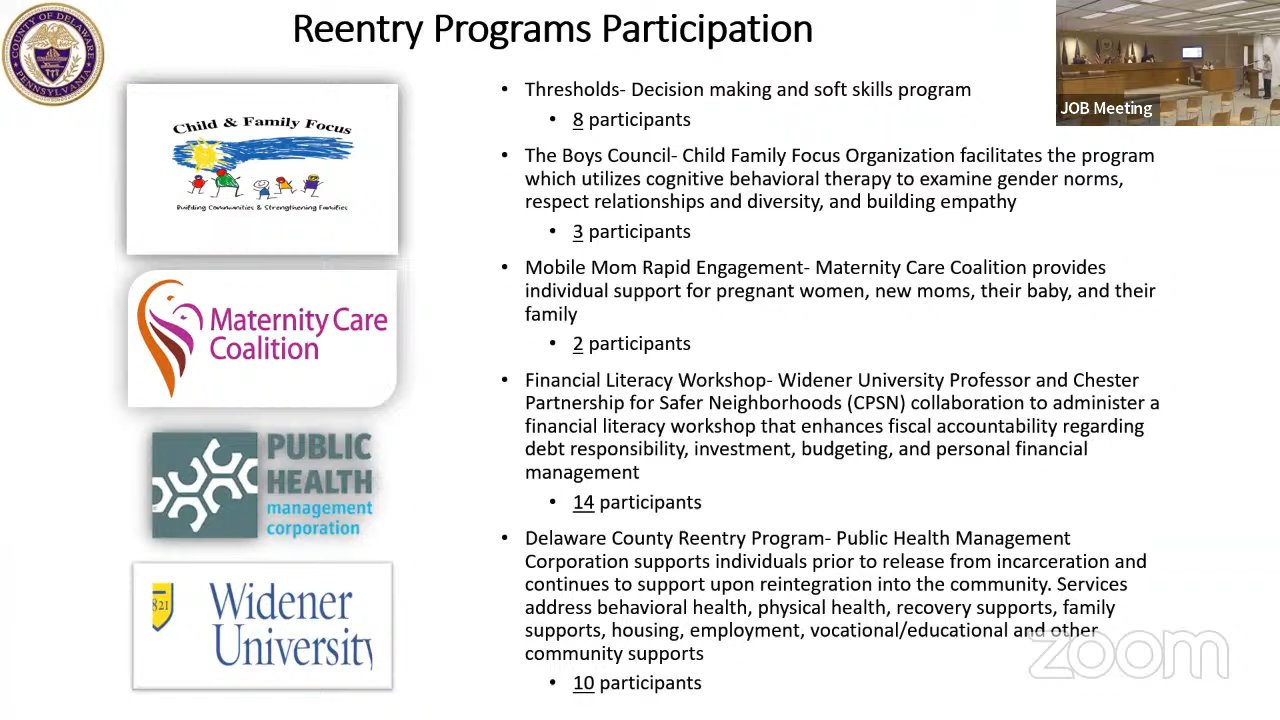 Reentry Programs Participation
COUNTY OF DELAWARE
PENNSYLVANIA
JOB Meeting
Child & Family Focus
Building Communities & Strengthening Families
Maternity Care
Coalition
PUBLIC
HEALTH
management
corporation
821
Widener
University
• Thresholds- Decision making and soft skills program
• 8 participants
• The Boys Council- Child Family Focus Organization facilitates the program
which utilizes cognitive behavioral therapy to examine gender norms,
respect relationships and diversity, and building empathy
• 3 participants
• Mobile Mom Rapid Engagement- Maternity Care Coalition provides
individual support for pregnant women, new moms, their baby, and their
family
• 2 participants
• Financial Literacy Workshop- Widener University Professor and Chester
Partnership for Safer Neighborhoods (CPSN) collaboration to administer a
financial literacy workshop that enhances fiscal accountability regarding
debt responsibility, investment, budgeting, and personal financial
management
• 14 participants
• Delaware County Reentry Program- Public Health Management
Corporation supports individuals prior to release from incarceration and
continues to support upon reintegration into the community. Services
address behavioral health, physical health, recovery supports, family
supports, housing, employment, vocational/educational and other
community supports
• 10 participants
zoom